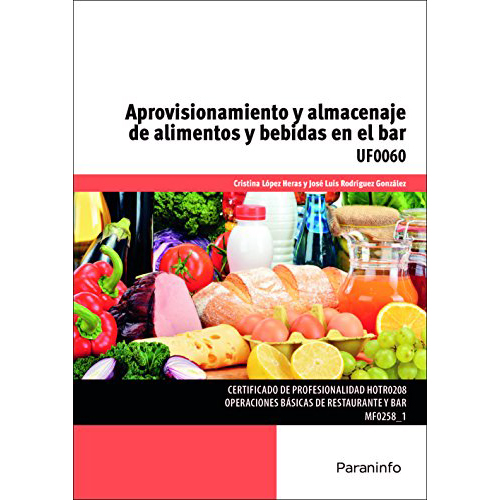 Aprovisionamiento y almacenaje
de alimentos y bebidas en el bar
UF0060
Cristina López Heras y José Luis Rodríguez González
CERTIFICADO DE PROFESIONALIDAD HOTR0208
OPERACIONES BÁSICAS DE RESTAURANTE Y BAR
MF0258_1
Paraninfo